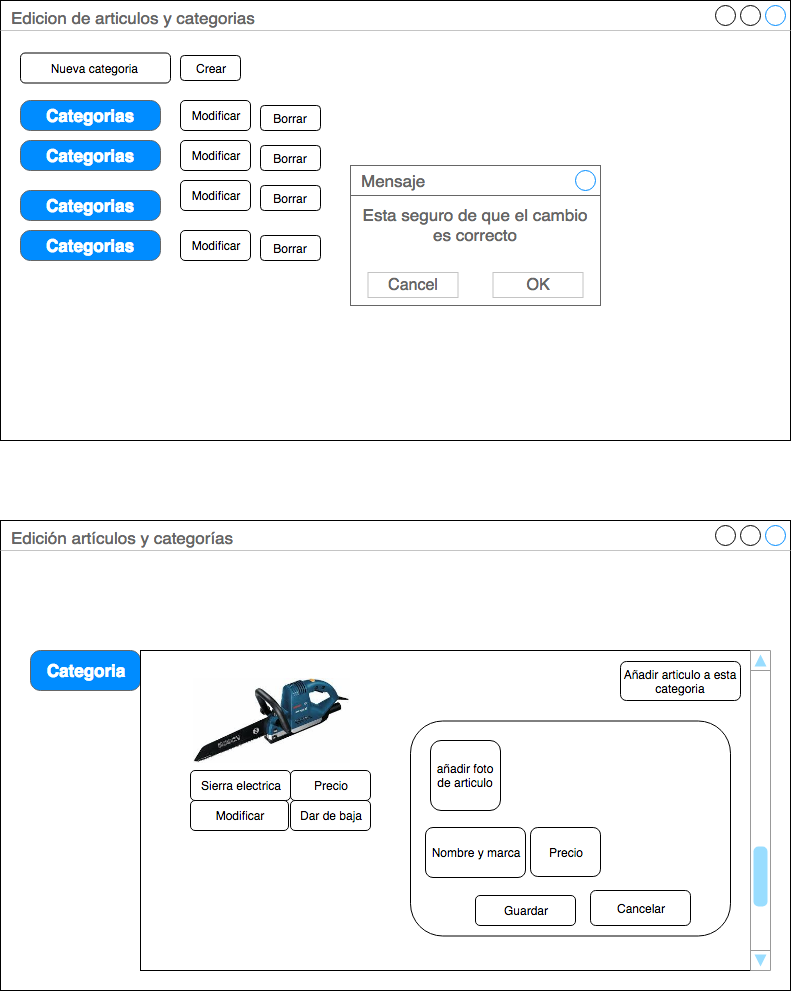 Edicion de articulos y categorias
Nueva categoria
Crear
Categorias
Modificar
Borrar
Categorias
Modificar
Borrar
Categorias
Modificar
Borrar
Categorias
Modificar
Borrar
Mensaje
Esta seguro de que el cambio
es correcto
Cancel
OK
Edición artículos y categorías
Categoria
Añadir articulo a esta
categoria
Sierra electrica
Precio
Modificar
Dar de baja
añadir foto
de articulo
Nombre y marca
Precio
Guardar
Cancelar